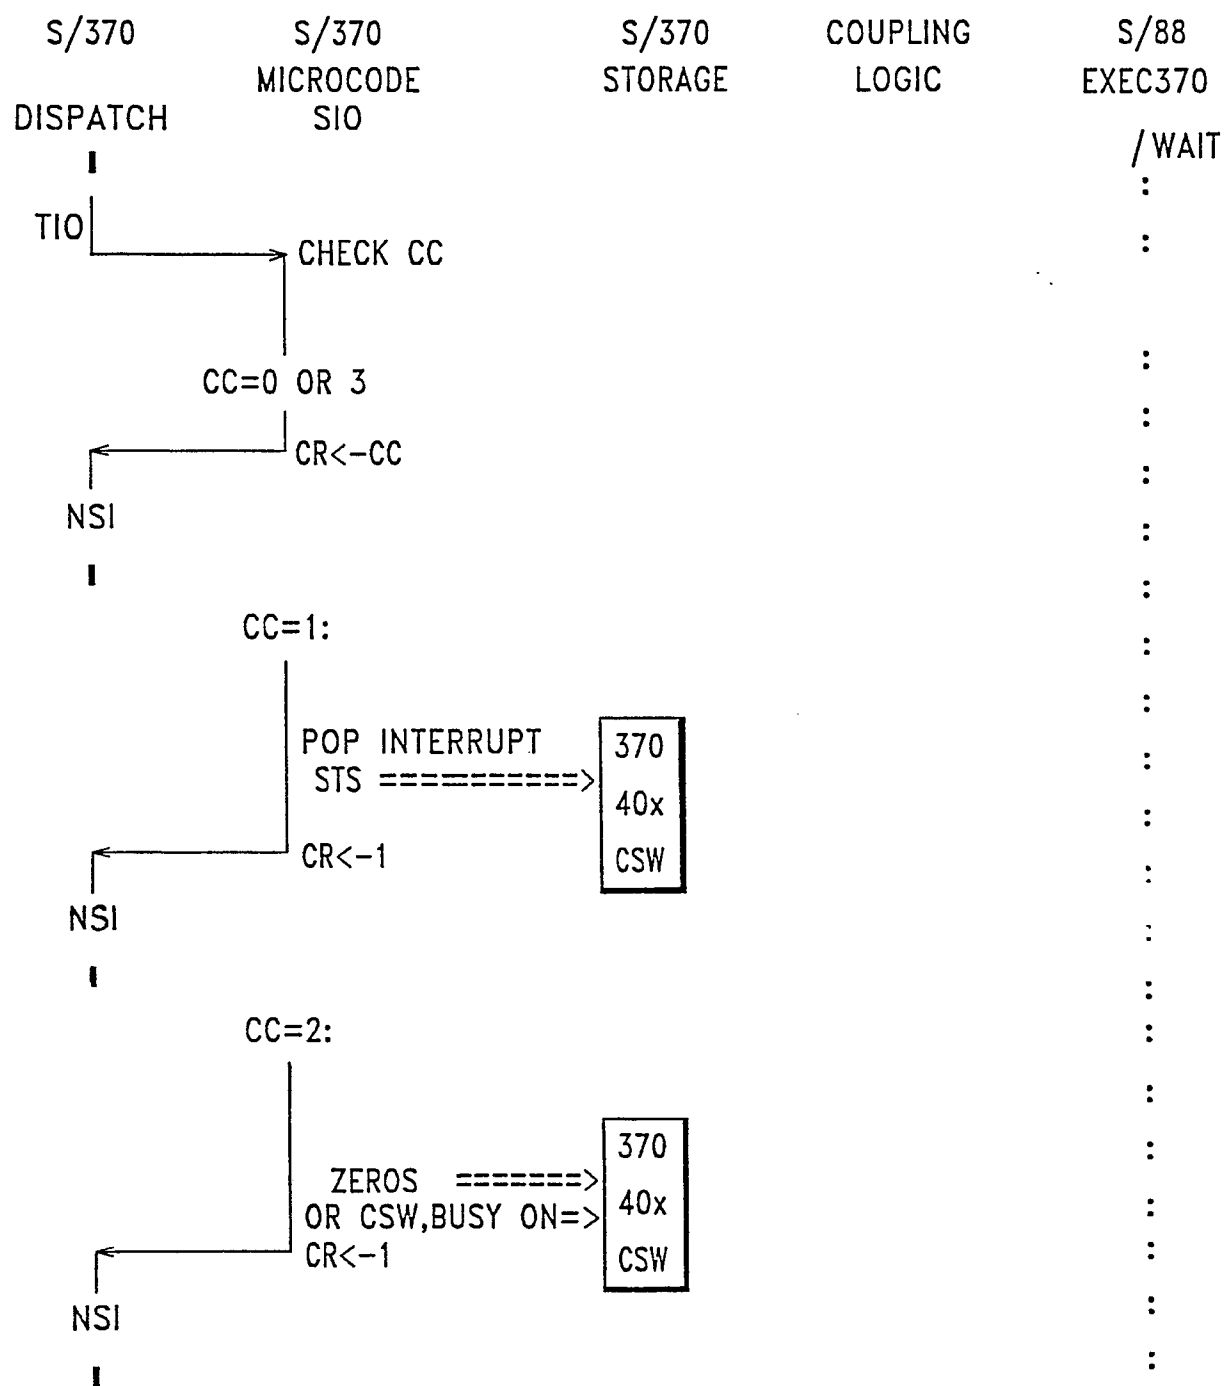 S/370 S/370 S/370 COUPLING S/88
MICROCODE STORAGE LOGIC EXEC370
DISPATCH SIO
/WAIT
TIO
CHECK CC
CC=0 OR 3
CR<-CC
NSI
CC=1:
POP INTERRUPT 370
STS ==========>
40x
CR<-1 CSW
NSI
CC=2:
370
ZEROS =======>
OR CSW,BUSY ON=> 40x
CR<-1 CSW
NSI